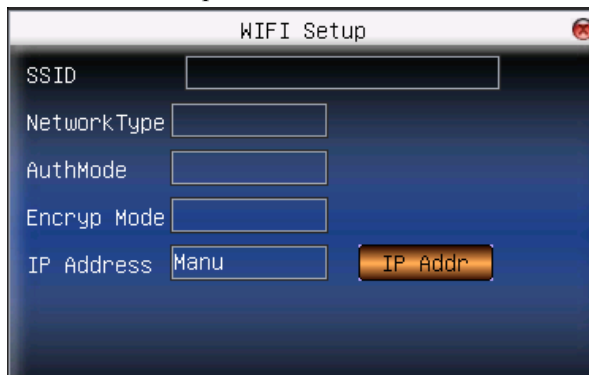 WIFI Setup
SSID
NetworkType
AuthMode
Encryp Mode
IP Address Manu IP Addr